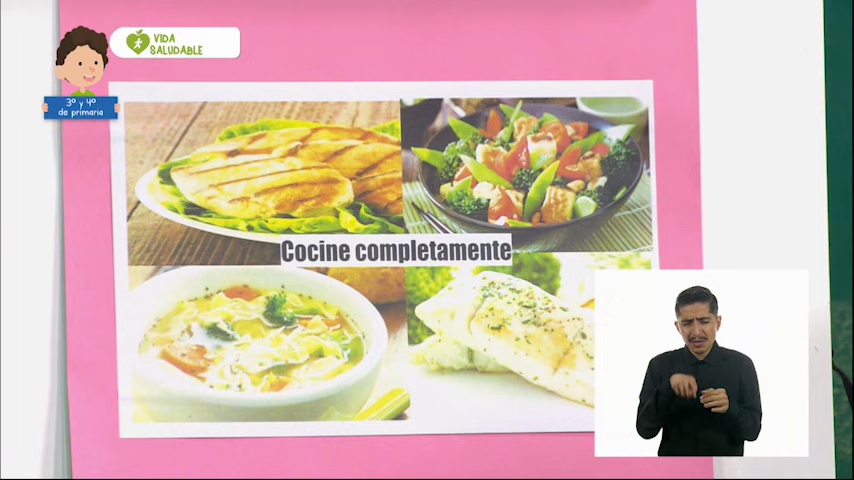 VIDA
SALUDABLE
3º y 4º
de primaria
Cocine completamente